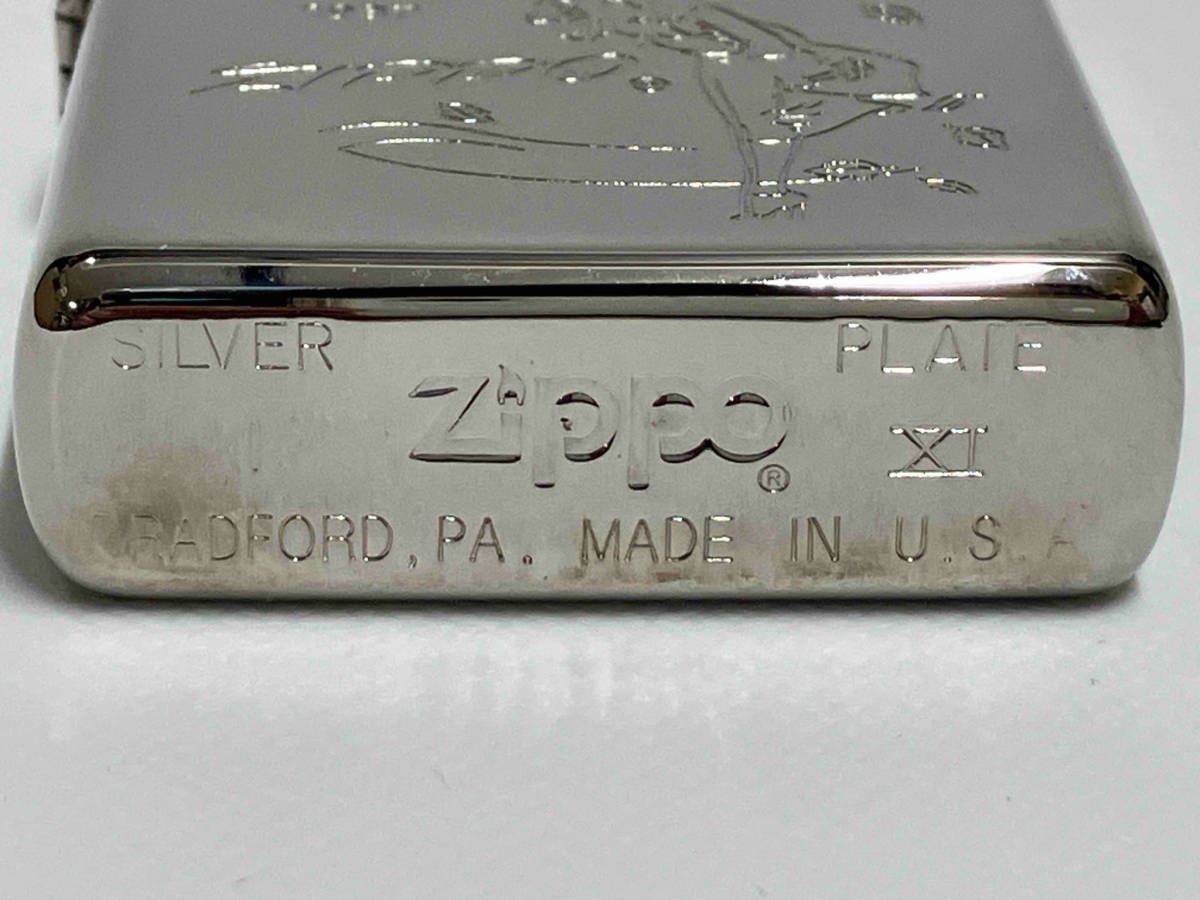 SILVER PLATE
Zippo ®
XI
BRADFORD, PA. MADE IN U.S.A